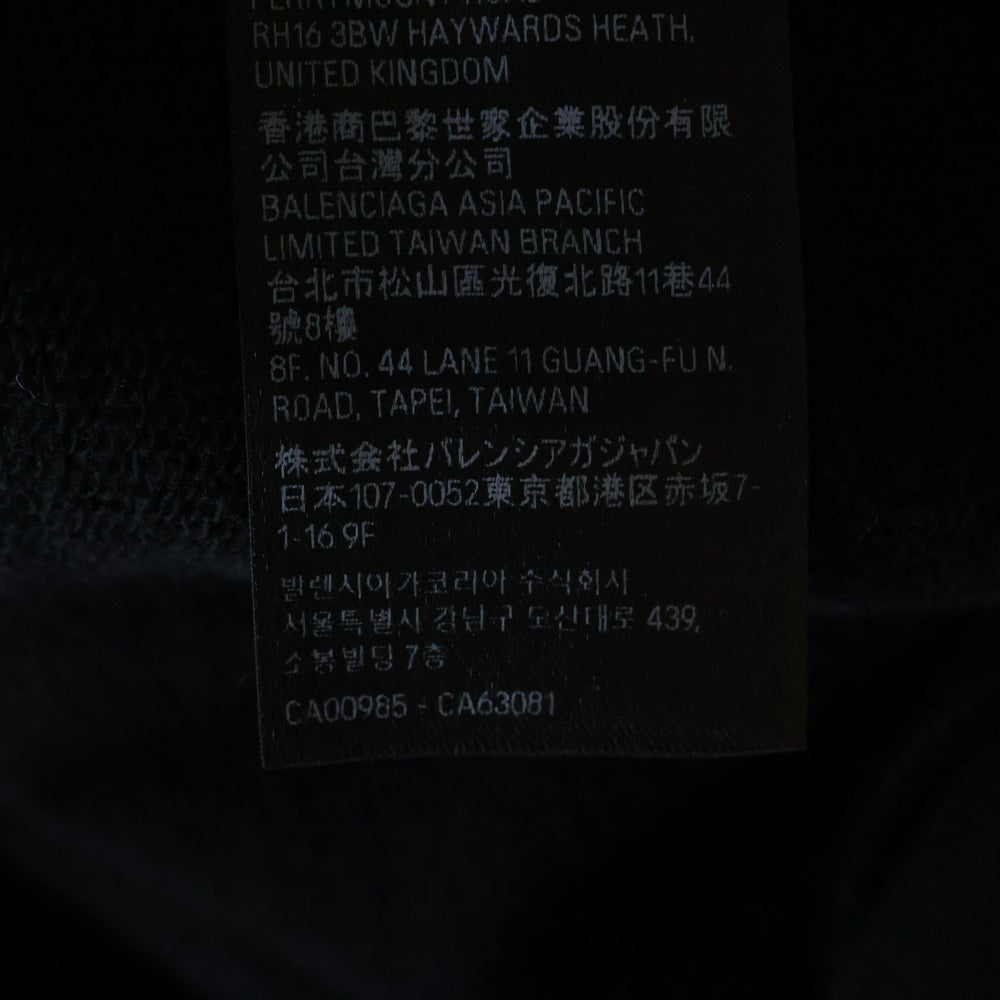 PERRYMOUNT ROAD
RH16 3BW HAYWARDS HEATH,
UNITED KINGDOM
香港商巴黎世家企業股份有限
公司台灣分公司
BALENCIAGA ASIA PACIFIC
LIMITED TAIWAN BRANCH
台北市松山區光復北路11巷44
號8樓
8F. NO. 44 LANE 11 GUANG-FU N.
ROAD, TAPEI, TAIWAN
株式会社バレンシアガジャパン
日本107-0052東京都港区赤坂7-
1-16 9F
발렌시아가코리아 수식회사
서울특별시 강남구 도산대로 439,
소봉빌딩 7층
CA00985 - CA63081